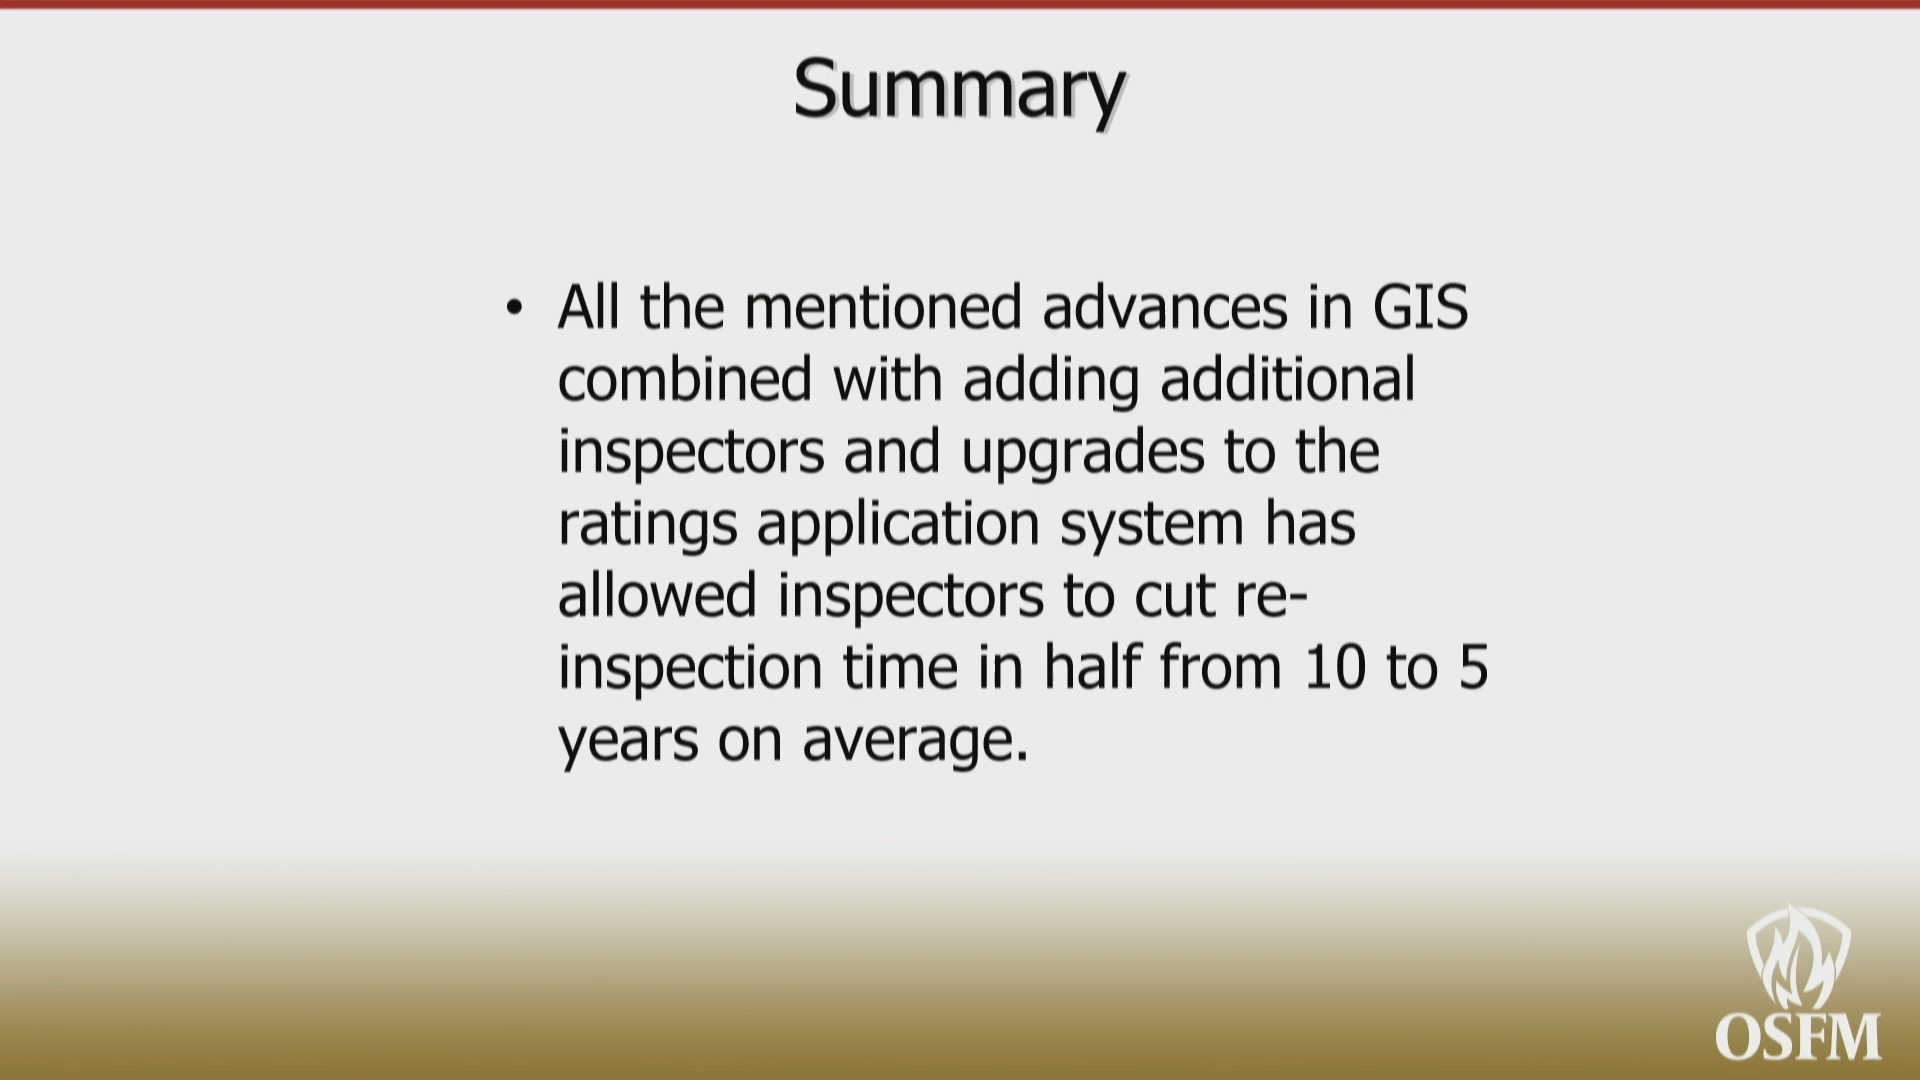 Summary
• All the mentioned advances in GIS
combined with adding additional
inspectors and upgrades to the
ratings application system has
allowed inspectors to cut re-
inspection time in half from 10 to 5
years on average.
OSFM